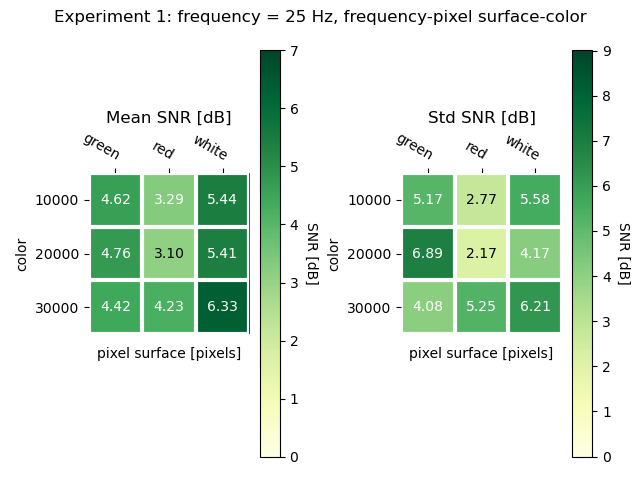 Experiment 1: frequency = 25 Hz, frequency-pixel surface-color
Mean SNR [dB]
green red white
10000 4.62 3.29 5.44
20000 4.76 3.10 5.41
30000 4.42 4.23 6.33
color
pixel surface [pixels]
7
6
5
4
3
2
1
0
SNR [dB]
Std SNR [dB]
green red white
10000 5.17 2.77 5.58
20000 6.89 2.17 4.17
30000 4.08 5.25 6.21
color
pixel surface [pixels]
9
8
7
6
5
4
3
2
1
0
SNR [dB]